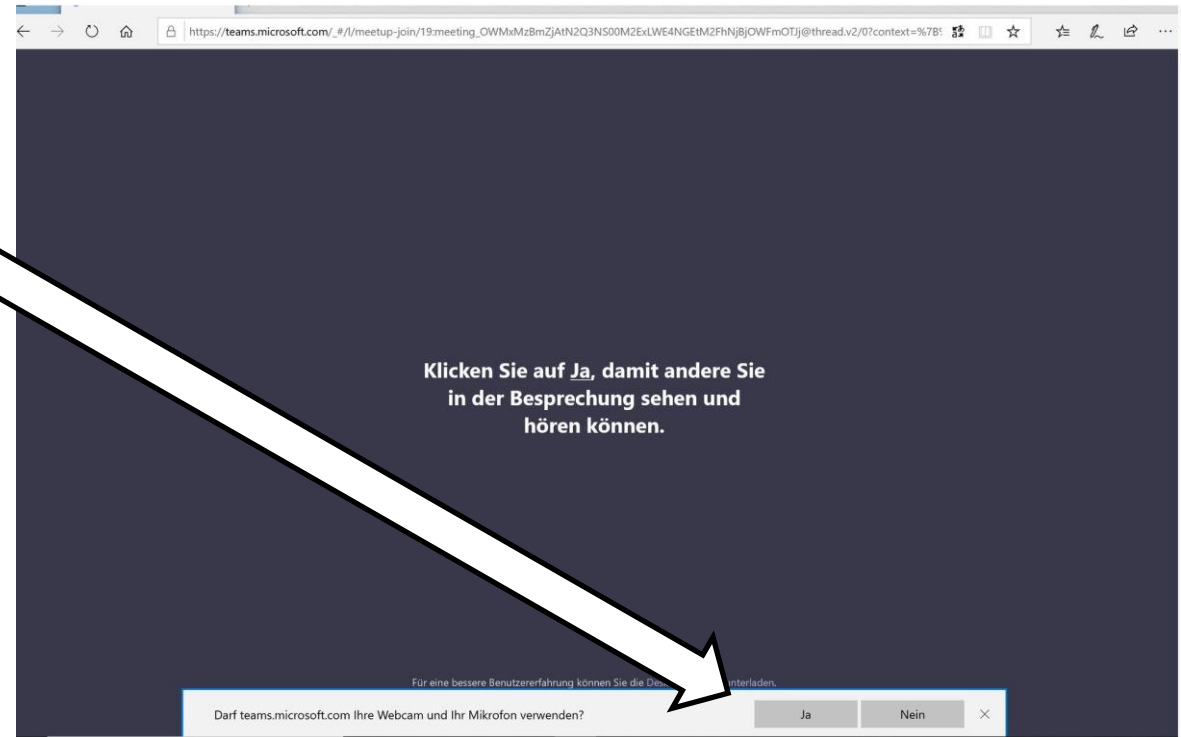 https://teams.microsoft.com/_#/l/meetup-join/19:meeting_OWMxMzBmZjAtN2Q3NS00M2ExLWE4NGEtM2FhNjBjOWFmOTJj@thread.v2/0?context=%7B
Klicken Sie auf Ja, damit andere Sie
in der Besprechung sehen und
hören können.
Für eine bessere Benutzererfahrung können Sie die
Darf teams.microsoft.com Ihre Webcam und Ihr Mikrofon verwenden? Ja Nein